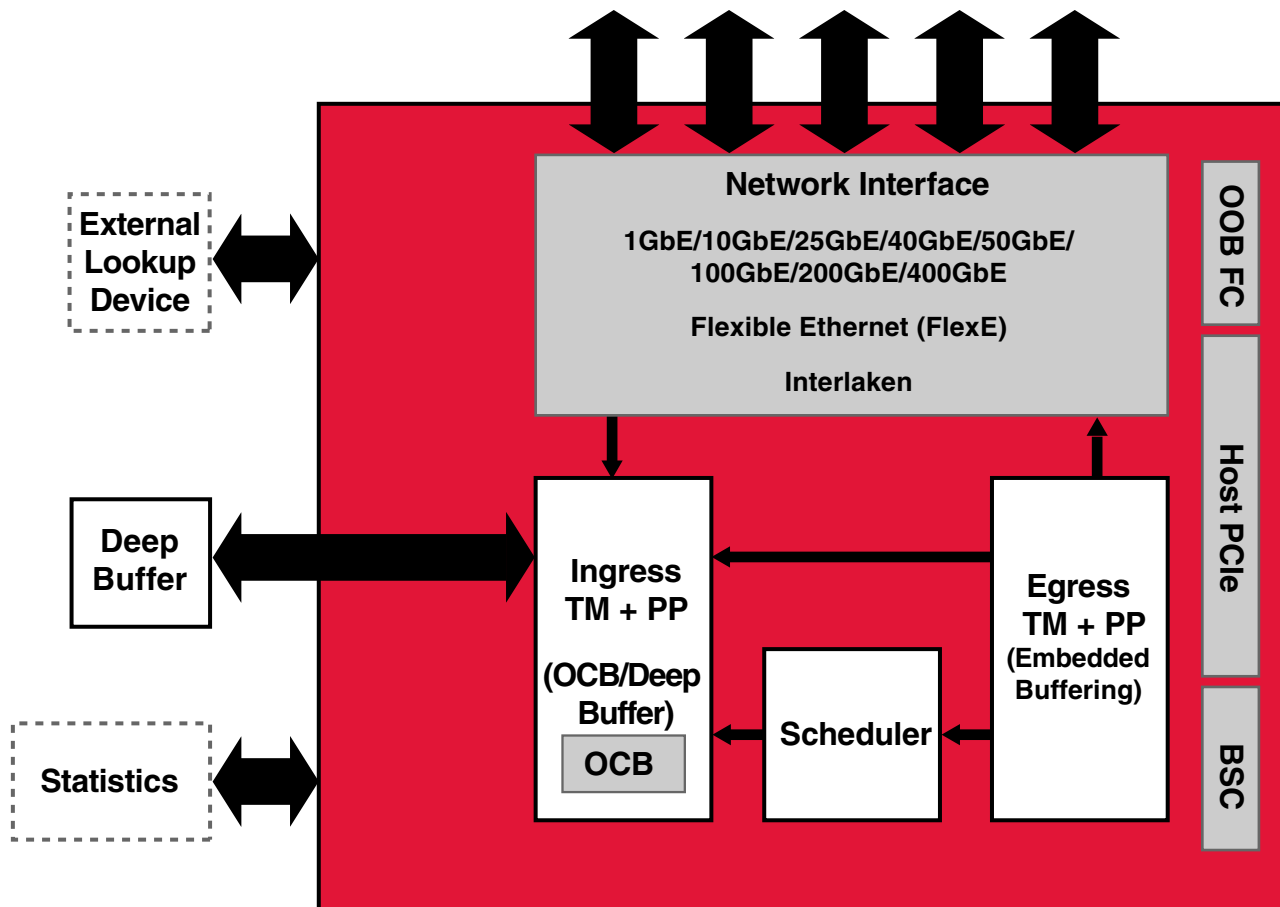 Network Interface
1GbE/10GbE/25GbE/40GbE/50GbE/
100GbE/200GbE/400GbE
Flexible Ethernet (FlexE)
Interlaken
OOB FC
Host PCIe
BSC
External
Lookup
Device
Deep
Buffer
Statistics
Ingress
TM + PP
(OCB/Deep
Buffer)
OCB
Scheduler
Egress
TM + PP
(Embedded
Buffering)